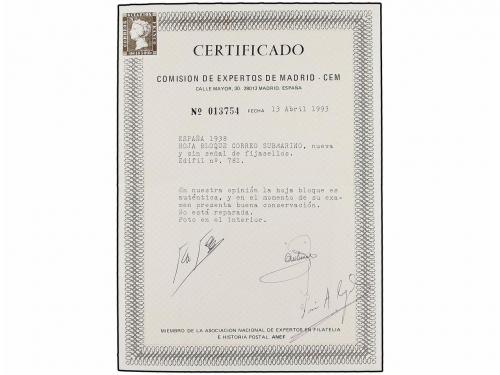 CERTIFICADO
COMISION DE EXPERTOS DE MADRID - CEM
CALLE MAYOR, 30. 28013 MADRID. ESPAÑA
Nº 013754 FECHA 13 Abril 1993
ESPAÑA 1938
HOJA BLOQUE CORREO SUBMARINO, nueva
y sin señal de fijasellos.
Edifil nº. 781.
En nuestra opinión la hoja bloque es
auténtica, y en el momento de su exa-
men presenta buena conservación.
No está reparada.
Foto en el interior.
MIEMBRO DE LA ASOCIACION NACIONAL DE EXPERTOS EN FILATELIA
E HISTORIA POSTAL. ANEF